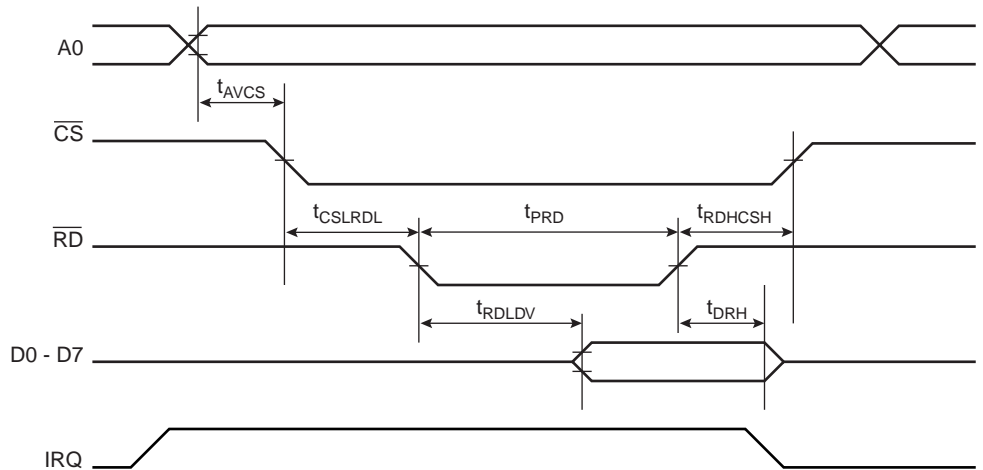 A0
tAVCS
CS
tCSLRDL
tPRD
tRDHCSH
RD
tRDLDV
tDRH
D0 - D7
IRQ